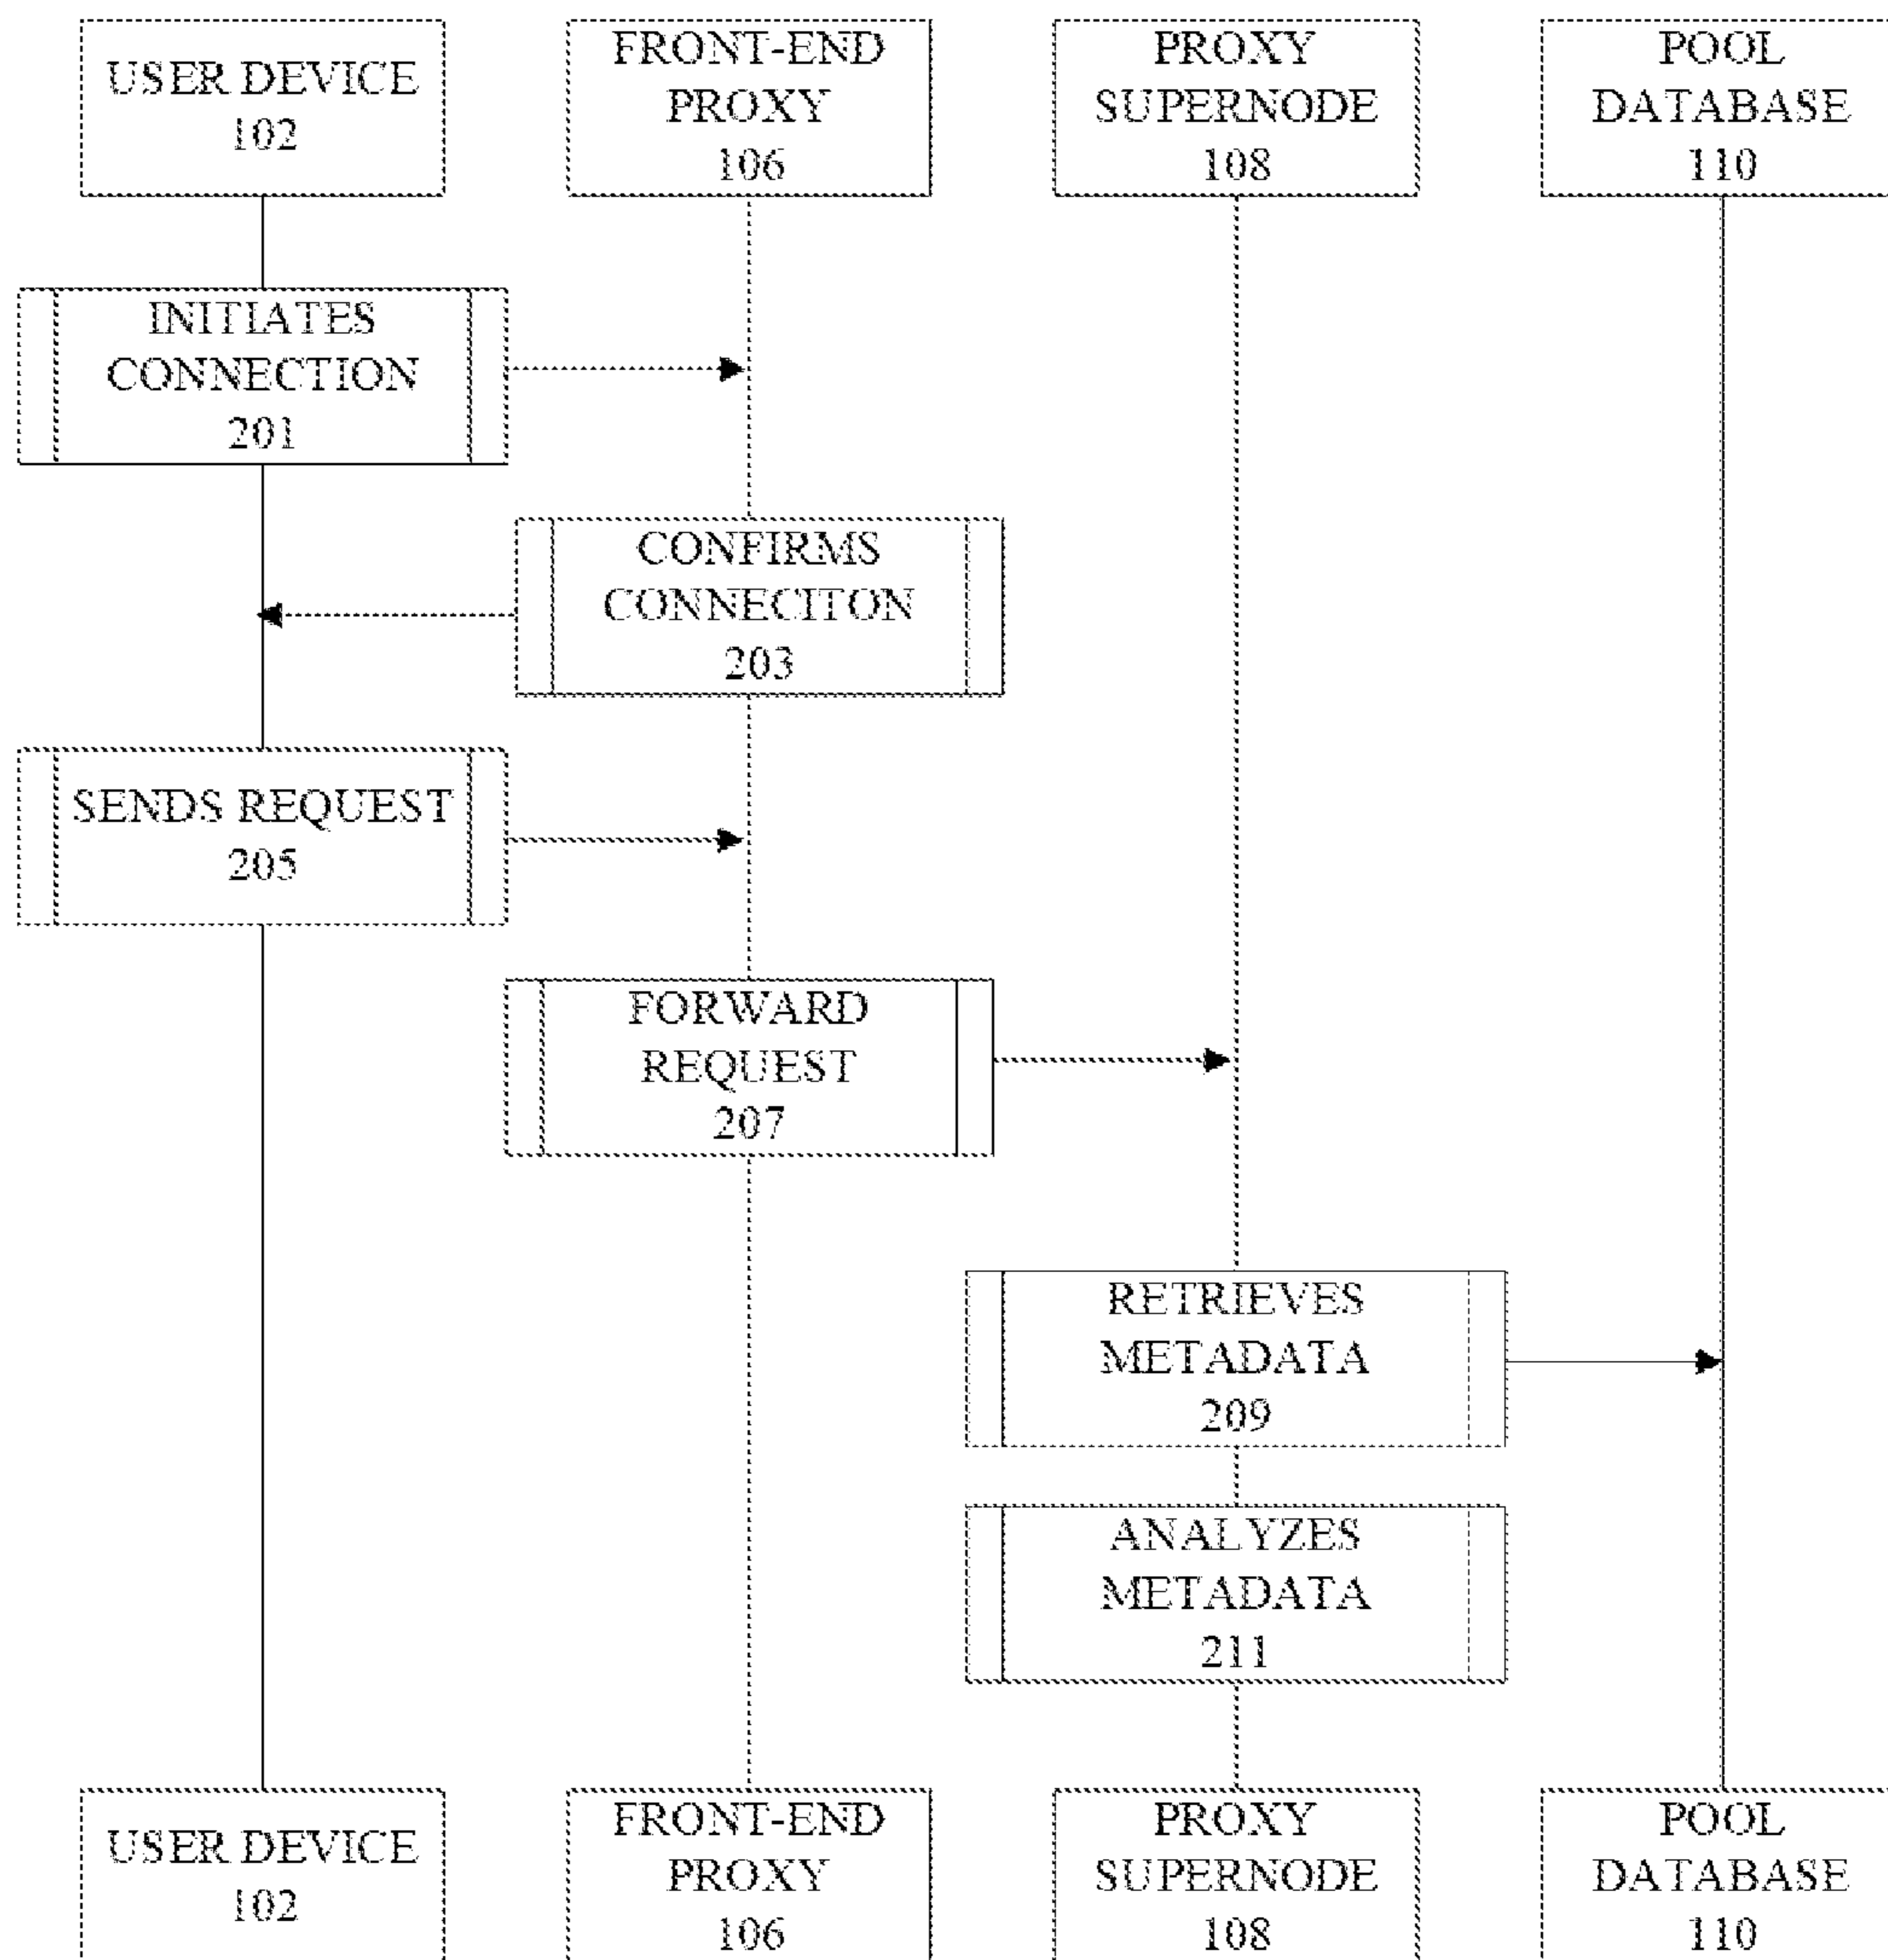 USER DEVICE
102
FRONT-END
PROXY
106
PROXY
SUPERNODE
108
POOL
DATABASE
110
INITIATES
CONNECTION
201
CONFIRMS
CONNECITON
203
SENDS REQUEST
205
FORWARD
REQUEST
207
RETRIEVES
METADATA
209
ANALYZES
METADATA
211
USER DEVICE
102
FRONT-END
PROXY
106
PROXY
SUPERNODE
108
POOL
DATABASE
110